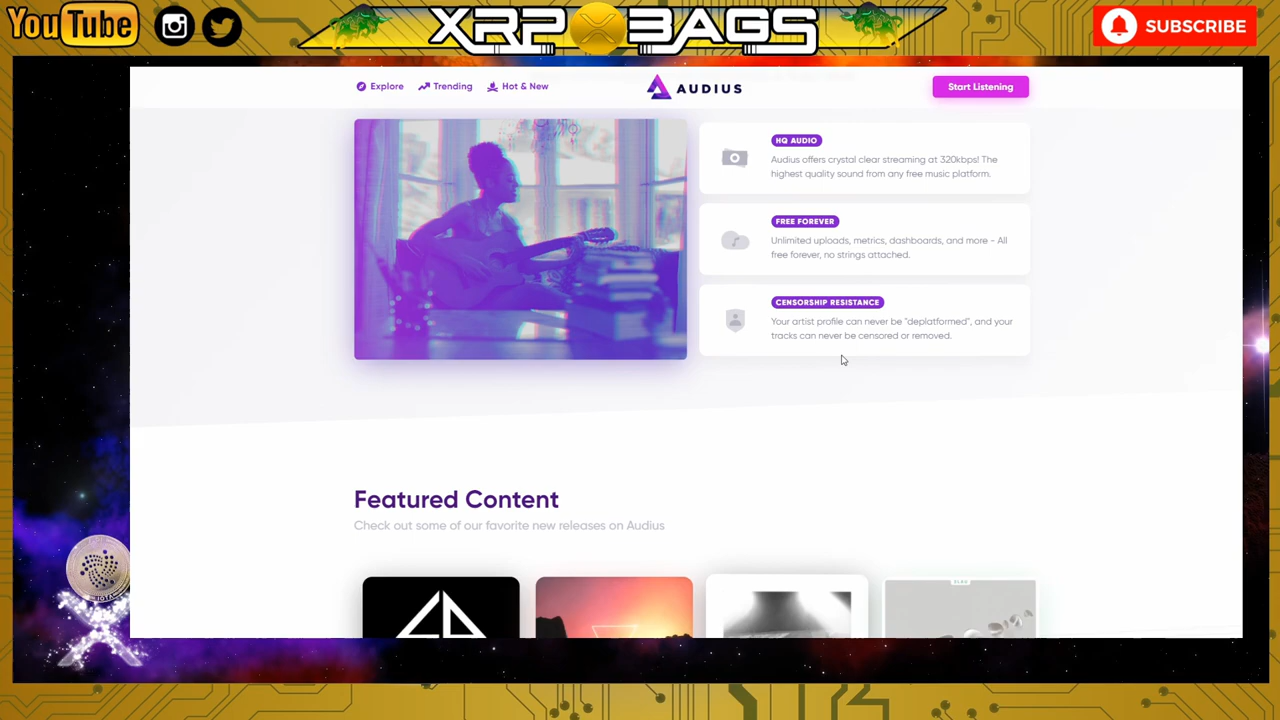 YouTube
XRP BAGS
SUBSCRIBE
Explore
Trending
Hot & New
AUDIUS
Start Listening
HQ AUDIO
Audius offers crystal clear streaming at 320kbps! The
highest quality sound from any free music platform.
FREE FOREVER
Unlimited uploads, metrics, dashboards, and more - All
free forever, no strings attached.
CENSORSHIP RESISTANCE
Your artist profile can never be "deplatformed", and your
tracks can never be censored or removed.
Featured Content
Check out some of our favorite new releases on Audius